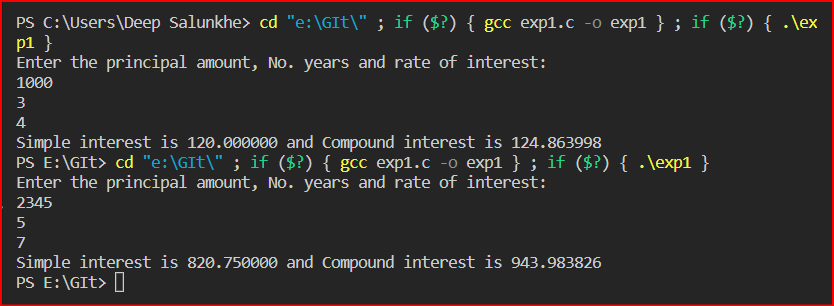 PS C:\Users\Deep Salunkhe> cd "e:\GIt\" ; if ($?) { gcc exp1.c -o exp1 } ; if ($?) { .\ex
p1 }
Enter the principal amount, No. years and rate of interest:
1000
3
4
Simple interest is 120.000000 and Compound interest is 124.863998
PS E:\GIt> cd "e:\GIt\" ; if ($?) { gcc exp1.c -o exp1 } ; if ($?) { .\exp1 }
Enter the principal amount, No. years and rate of interest:
2345
5
7
Simple interest is 820.750000 and Compound interest is 943.983826
PS E:\GIt>